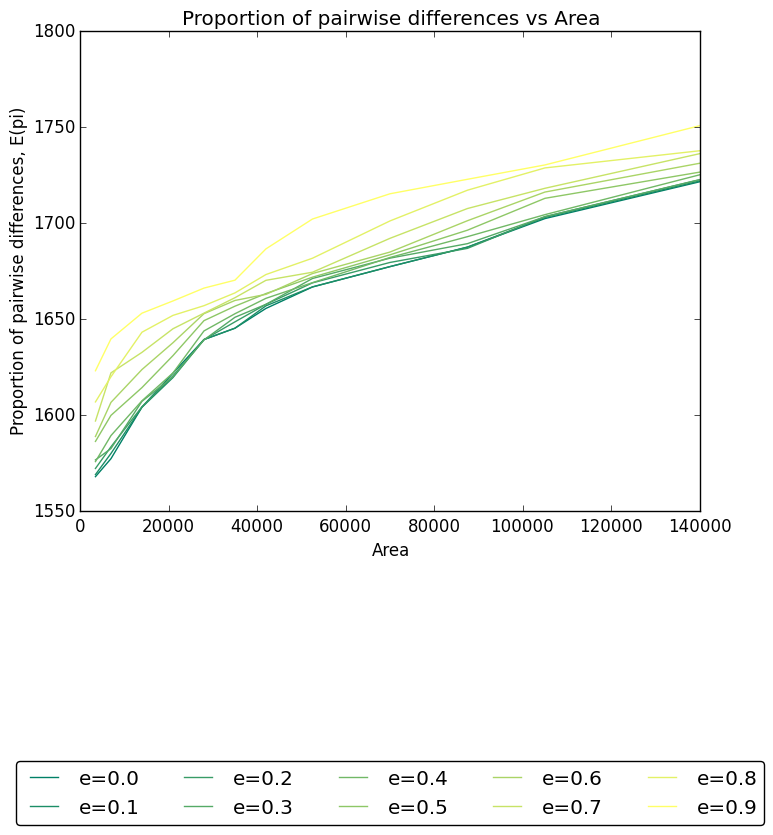 Proportion of pairwise differences vs Area
1800
1750
1700
1650
1600
1550
Proportion of pairwise differences, E(pi)
0 20000 40000 60000 80000 100000 120000 140000
Area
e=0.0 e=0.2 e=0.4 e=0.6 e=0.8
e=0.1 e=0.3 e=0.5 e=0.7 e=0.9